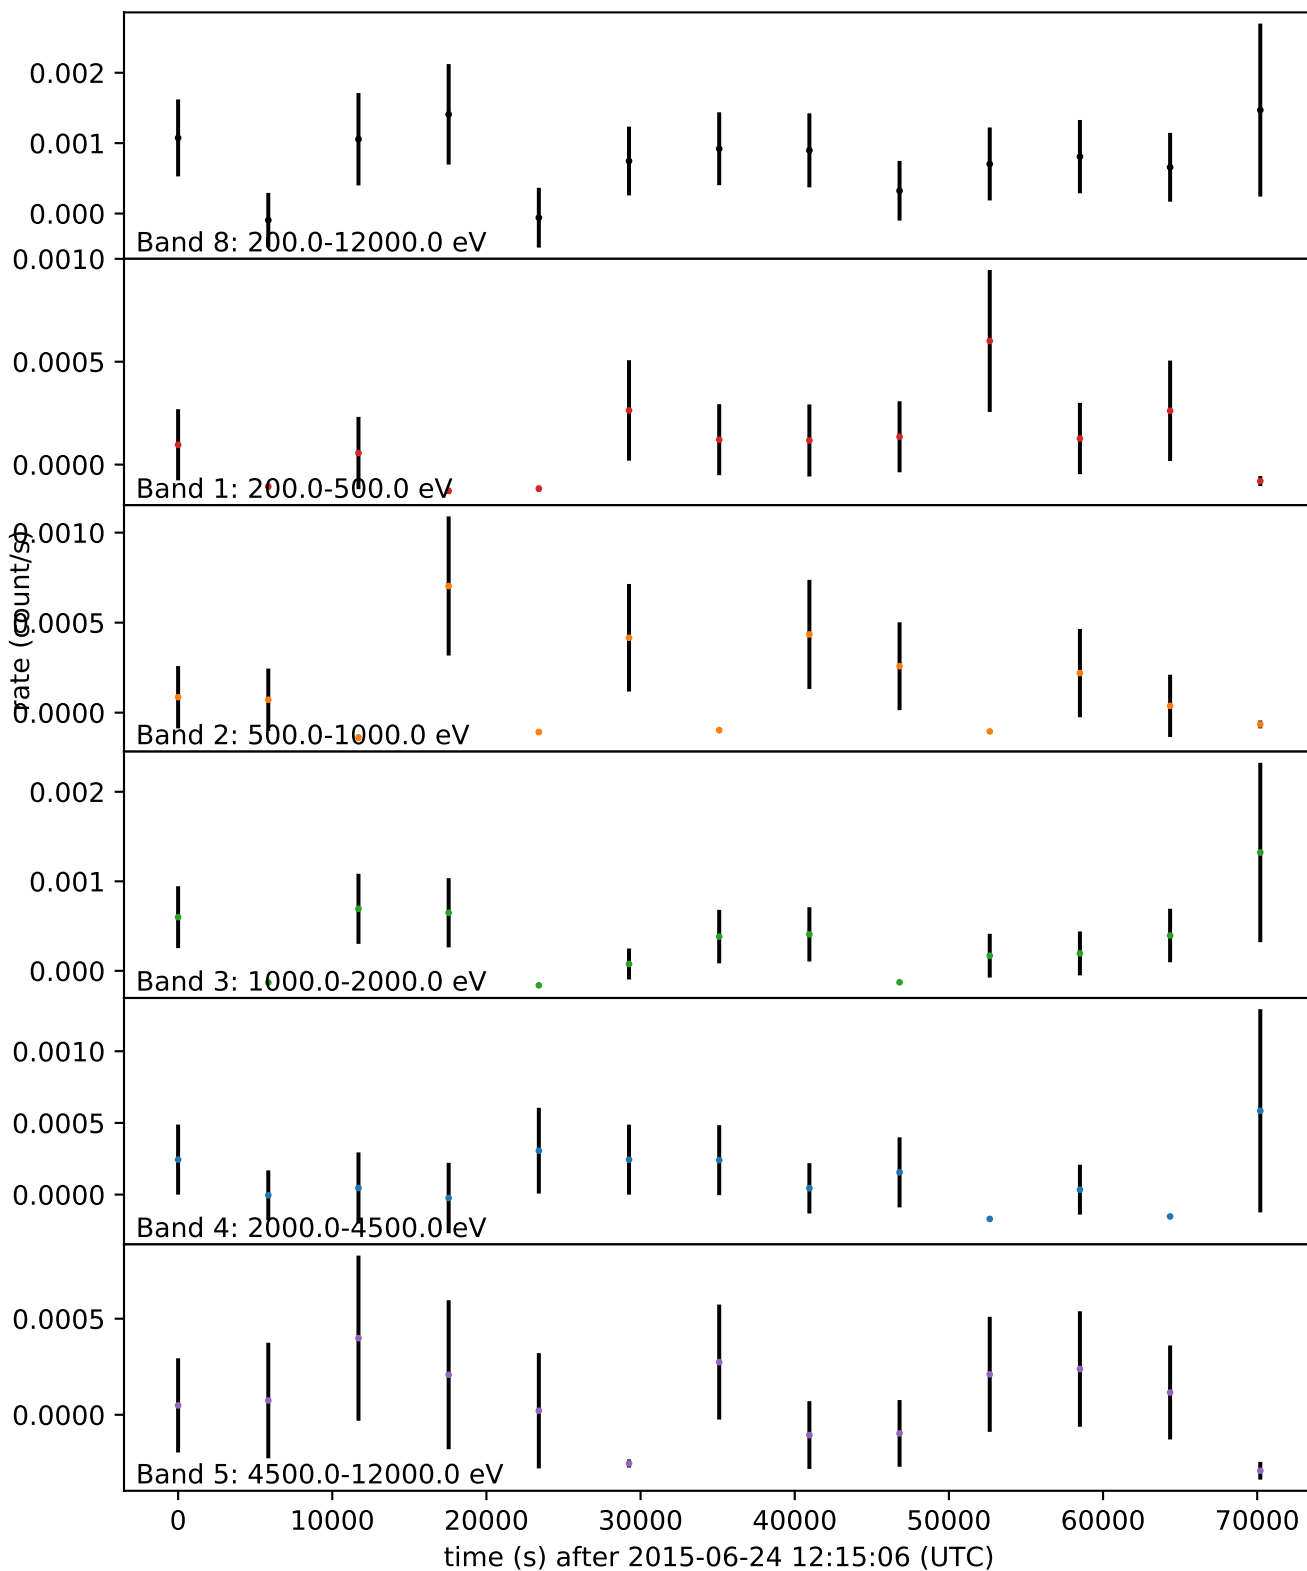 0.002
0.001
0.000
Band 8: 200.0-12000.0 eV
0.0010
0.0005
0.0000
Band 1: 200.0-500.0 eV
rate (count/s)
0.0010
0.0005
0.0000
Band 2: 500.0-1000.0 eV
0.002
0.001
0.000
Band 3: 1000.0-2000.0 eV
0.0010
0.0005
0.0000
Band 4: 2000.0-4500.0 eV
0.0005
0.0000
Band 5: 4500.0-12000.0 eV
0 10000 20000 30000 40000 50000 60000 70000
time (s) after 2015-06-24 12:15:06 (UTC)